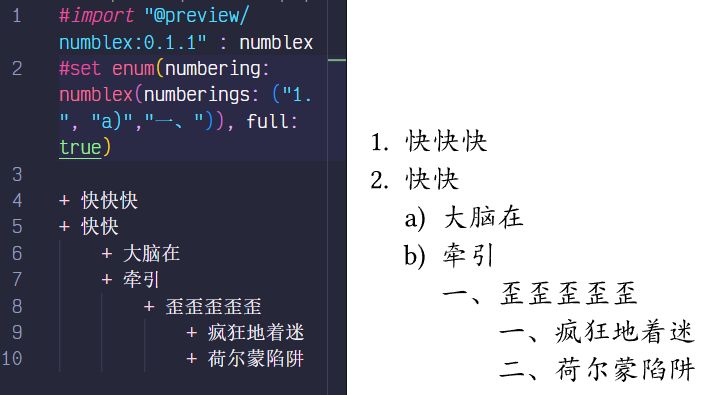 1 #import "@preview/
numblex:0.1.1" : numblex
2 #set enum(numbering:
numblex(numberings: ("1.
", "a)","一、")), full:
true)
3
4 + 快快快
5 + 快快
6 + 大脑在
7 + 牵引
8 + 歪歪歪歪歪
9 + 疯狂地着迷
10 + 荷尔蒙陷阱
1. 快快快
2. 快快
a) 大脑在
b) 牵引
一、歪歪歪歪歪
一、疯狂地着迷
二、荷尔蒙陷阱